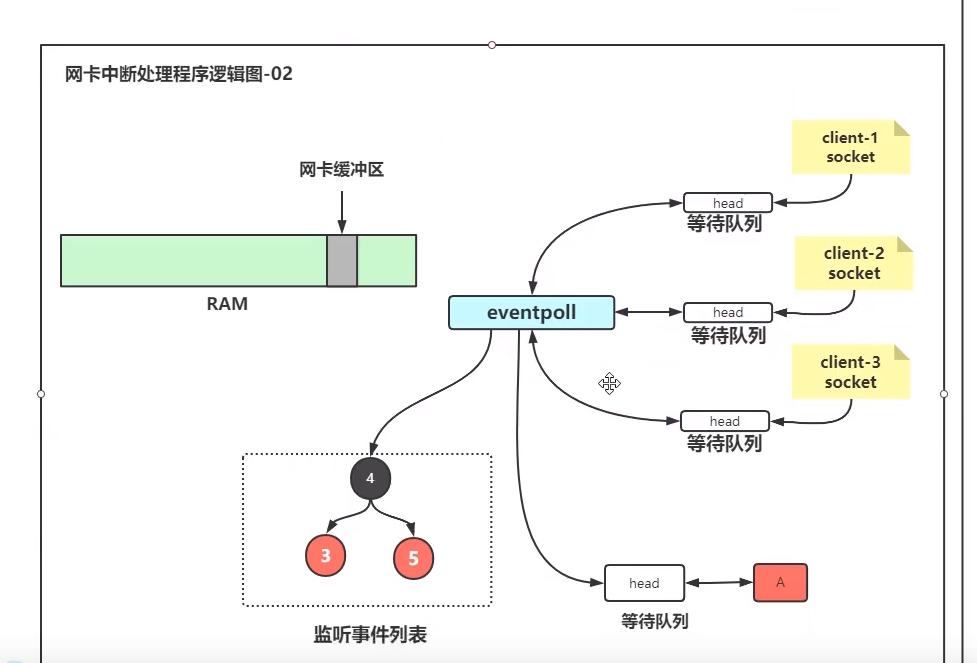 网卡中断处理程序逻辑图-02
网卡缓冲区
RAM
client-1
socket
head
等待队列
client-2
socket
eventpoll
head
等待队列
client-3
socket
head
等待队列
4
3
5
监听事件列表
head
A
等待队列